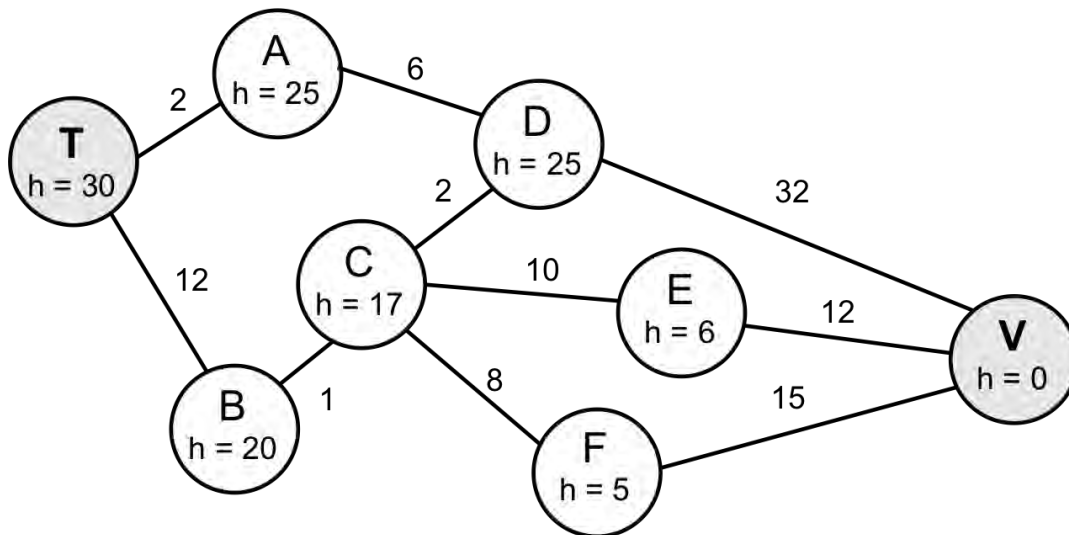 A
h = 25
6
2
T
h = 30
D
h = 25
2
32
12
C
h = 17
10
E
h = 6
12
V
h = 0
1
8
15
B
h = 20
F
h = 5